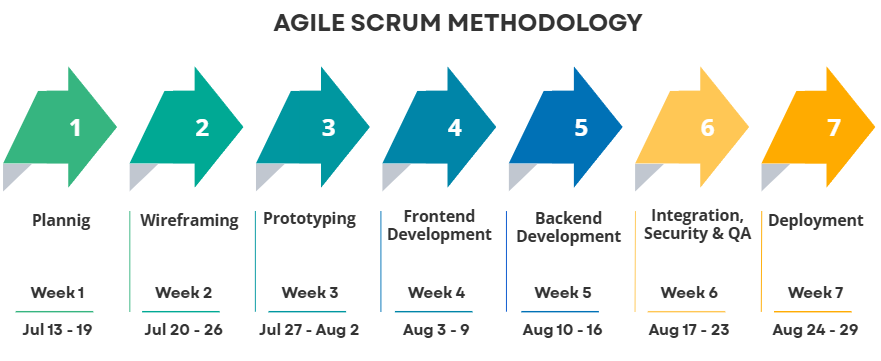 AGILE SCRUM METHODOLOGY
1
2
3
4
5
6
7
Plannig
Wireframing
Prototyping
Frontend
Development
Backend
Development
Integration,
Security & QA
Deployment
Week 1
Week 2
Week 3
Week 4
Week 5
Week 6
Week 7
Jul 13 - 19
Jul 20 - 26
Jul 27 - Aug 2
Aug 3 - 9
Aug 10 - 16
Aug 17 - 23
Aug 24 - 29